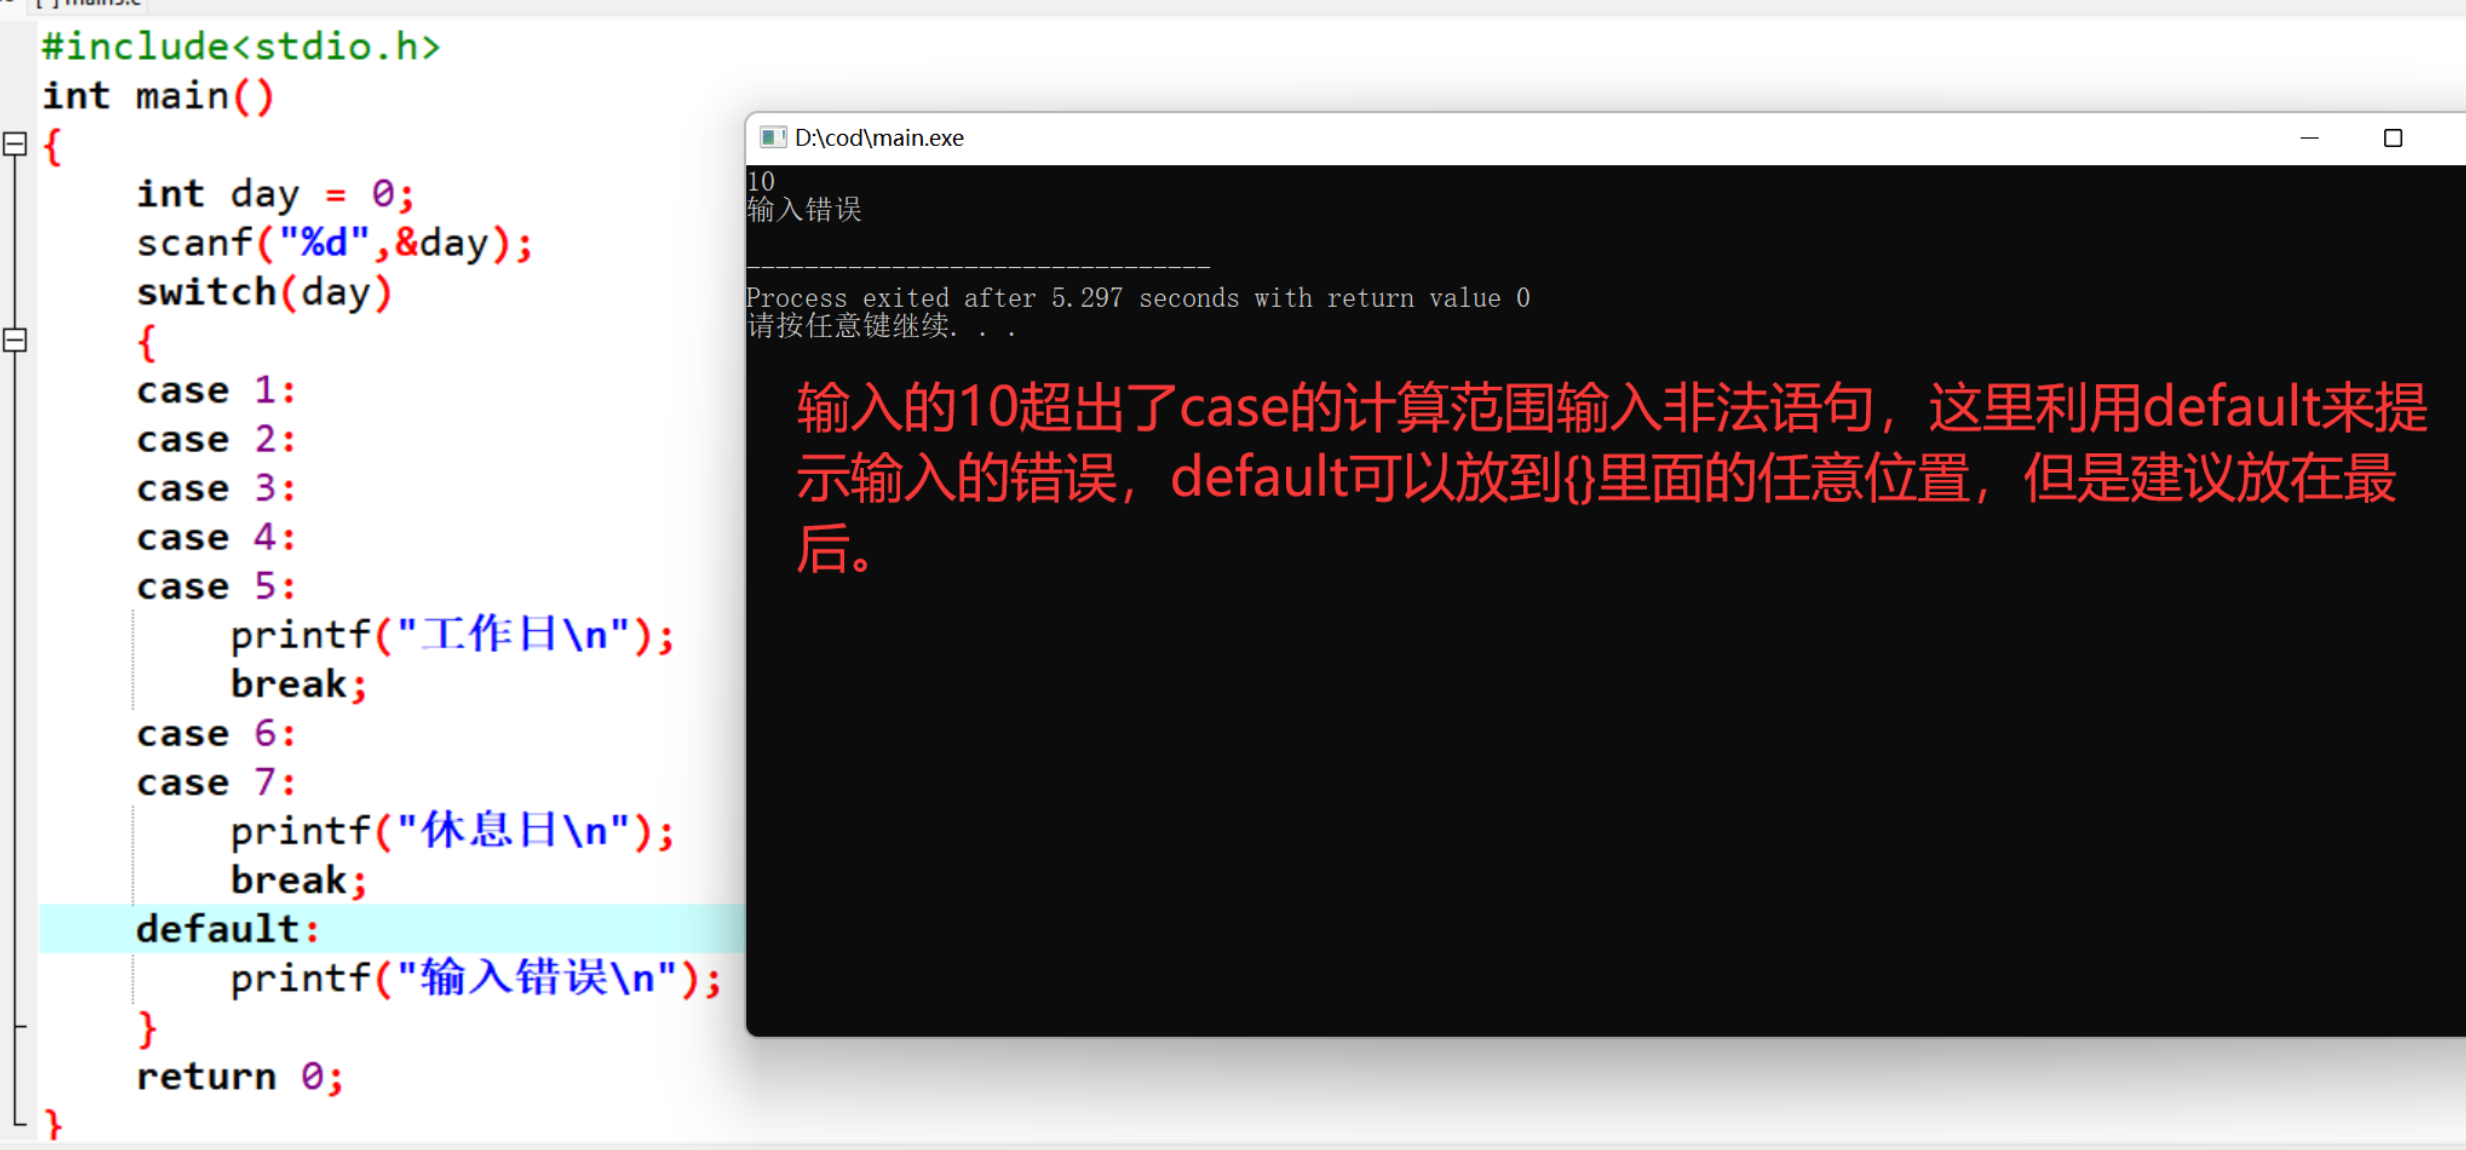 #include<stdio.h>
int main()
{
int day = 0;
scanf("%d",&day);
switch(day)
{
case 1:
case 2:
case 3:
case 4:
case 5:
printf("工作日\n");
break;
case 6:
case 7:
printf("休息日\n");
break;
default:
printf("输入错误\n");
}
return 0;
}
D:\cod\main.exe
10
输入错误
--------------------------------
Process exited after 5.297 seconds with return value 0
请按任意键继续. . .
输入的10超出了case的计算范围输入非法语句，这里利用default来提
示输入的错误，default可以放到{}里面的任意位置，但是建议放在最
后。